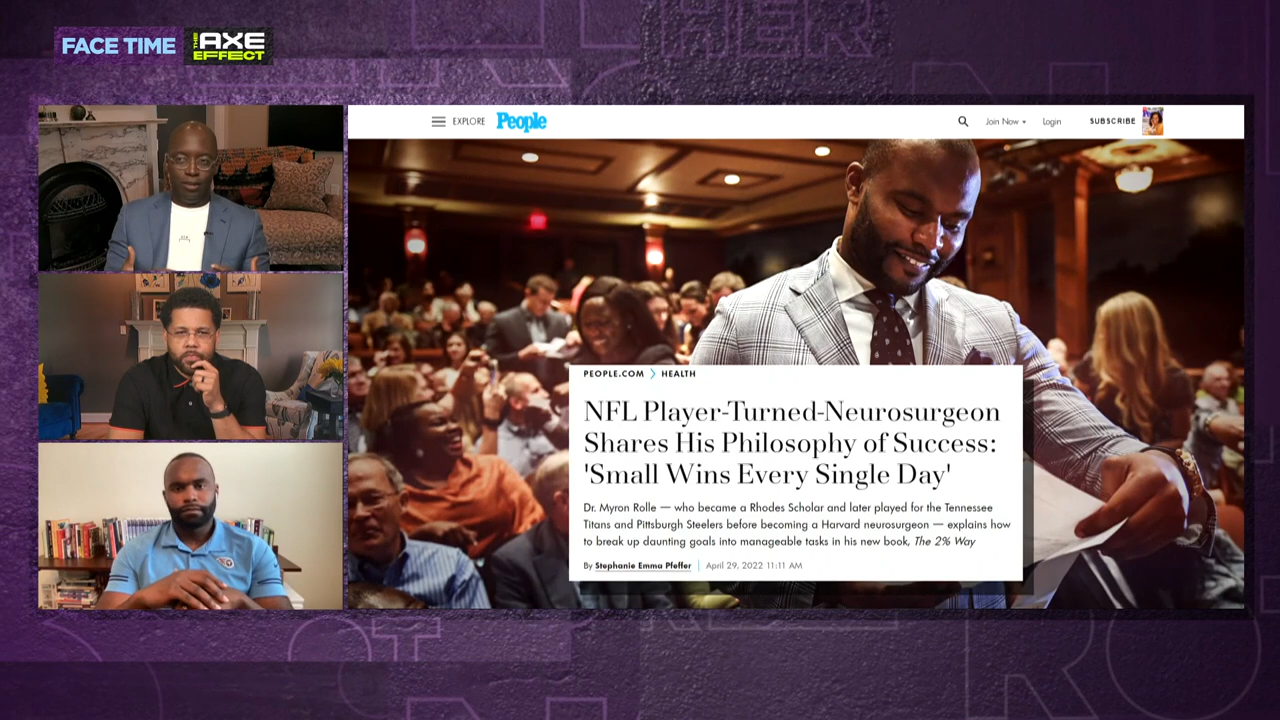 FACE TIME
THE AXE EFFECT
EXPLORE People Join Now Login SUBSCRIBE
PEOPLE.COM > HEALTH
NFL Player-Turned-Neurosurgeon
Shares His Philosophy of Success:
'Small Wins Every Single Day'
Dr. Myron Rolle — who became a Rhodes Scholar and later played for the Tennessee
Titans and Pittsburgh Steelers before becoming a Harvard neurosurgeon — explains how
to break up daunting goals into manageable tasks in his new book, The 2% Way
By Stephanie Emma Pfeffer | April 29, 2022 11:11 AM